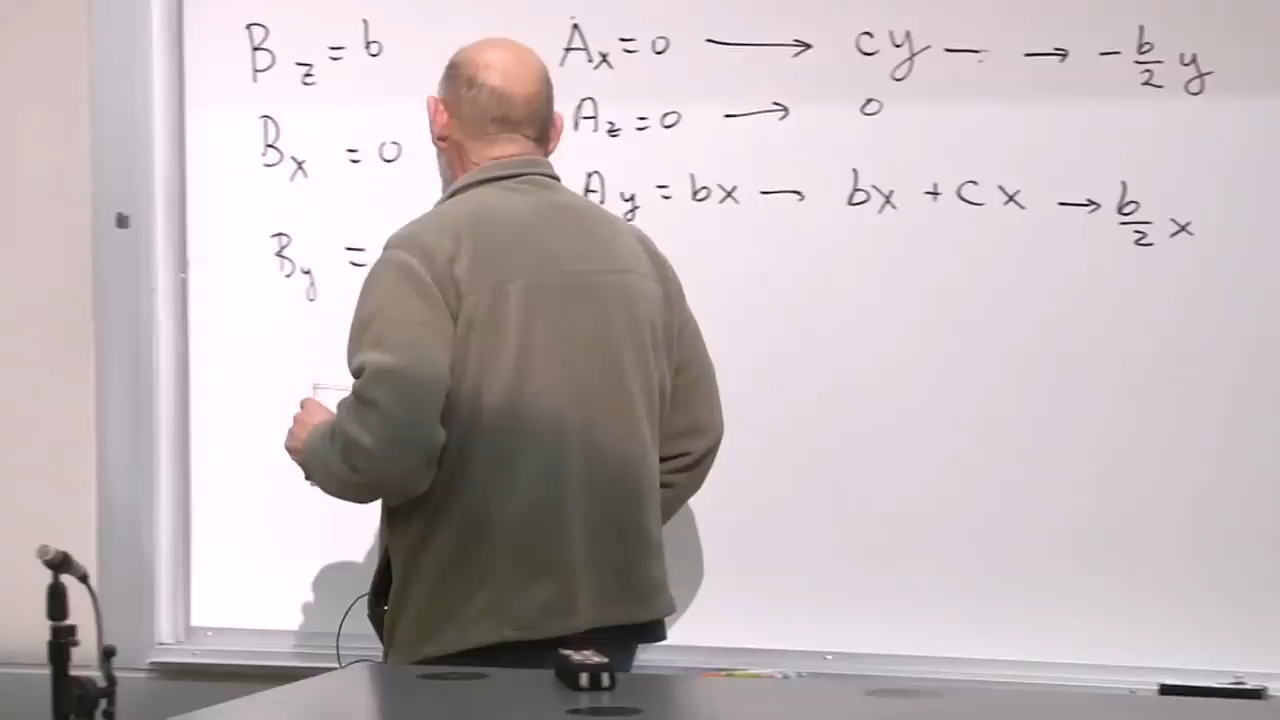 B_z = b A_x = 0 → cy — → -b/2 y
B_x = 0 A_z = 0 → 0
A_y = bx → bx + cx → b/2 x
B_y =